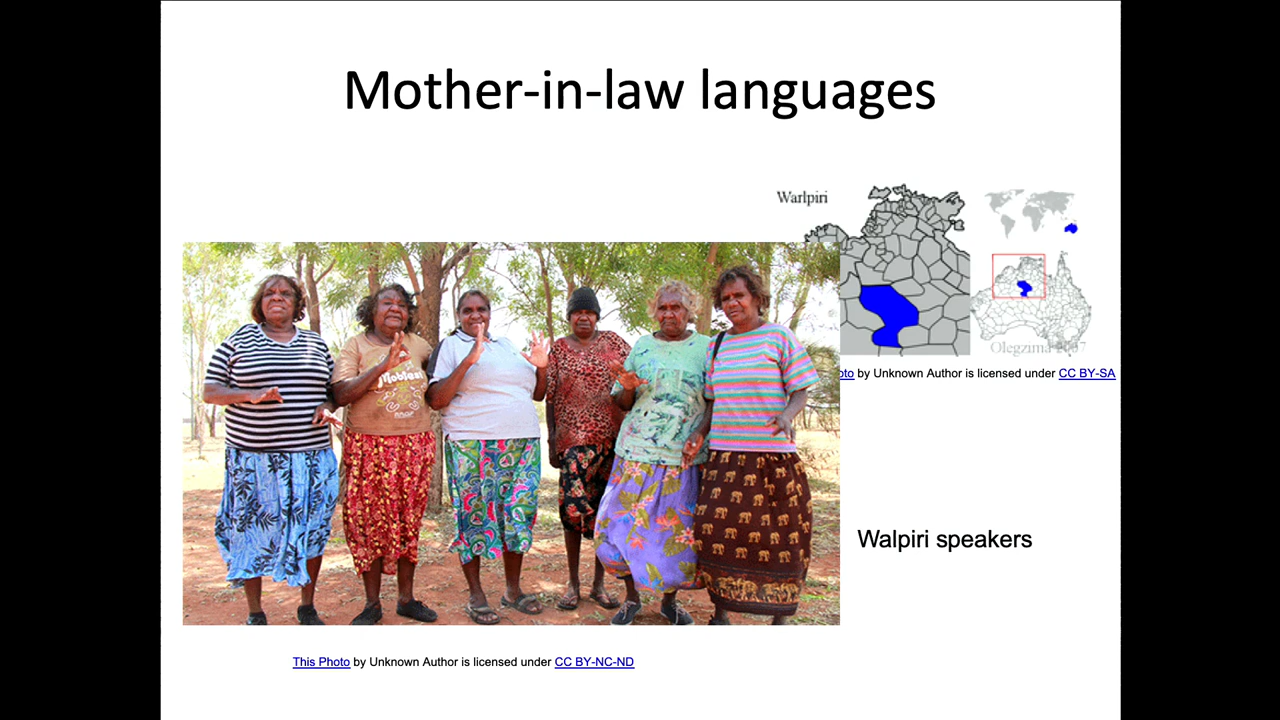 Mother-in-law languages
Warlpiri
Olegzima 2007
oto by Unknown Author is licensed under CC BY-SA
Walpiri speakers
This Photo by Unknown Author is licensed under CC BY-NC-ND